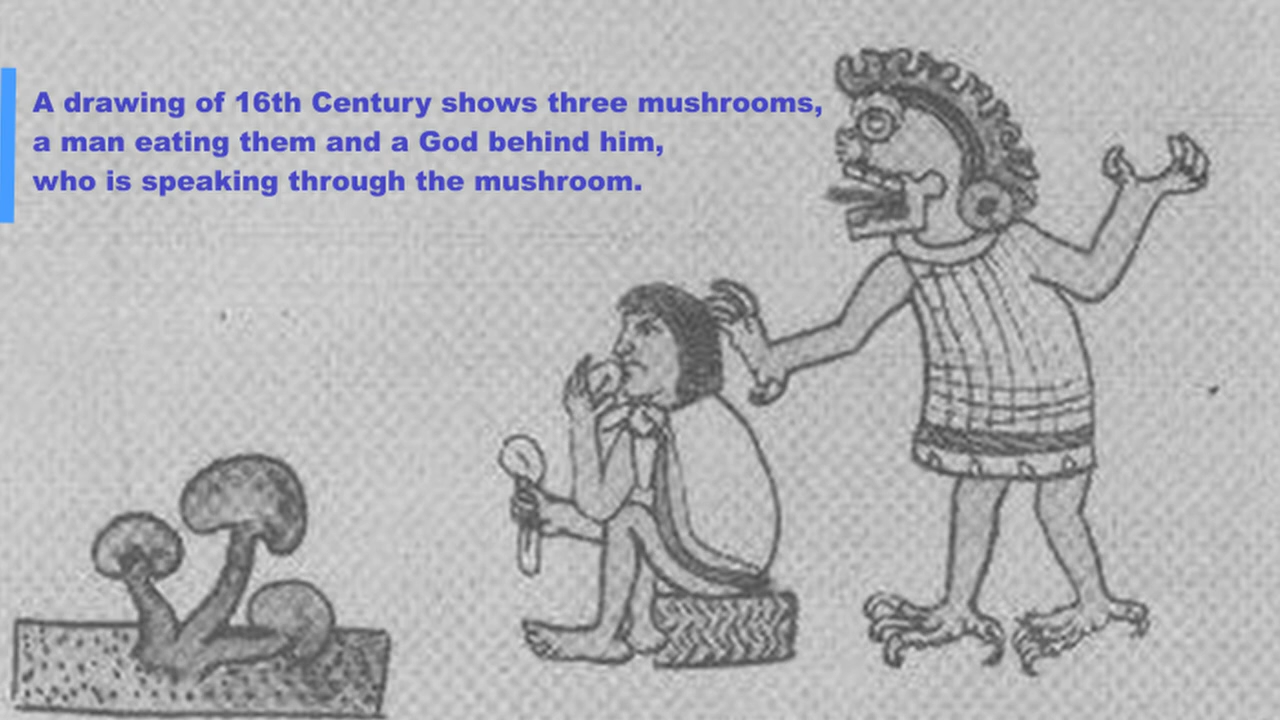 A drawing of 16th Century shows three mushrooms,
a man eating them and a God behind him,
who is speaking through the mushroom.